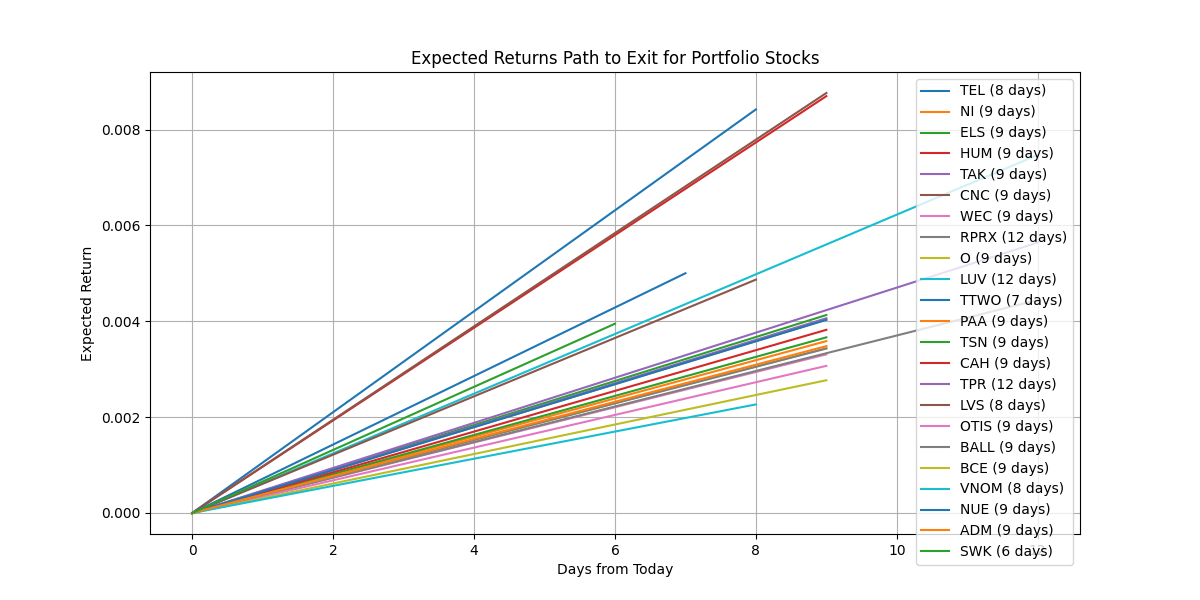 Expected Returns Path to Exit for Portfolio Stocks
Expected Return
0.008
0.006
0.004
0.002
0.000
0
2
4
6
8
10
Days from Today
TEL (8 days)
NI (9 days)
ELS (9 days)
HUM (9 days)
TAK (9 days)
CNC (9 days)
WEC (9 days)
RPRX (12 days)
O (9 days)
LUV (12 days)
TTWO (7 days)
PAA (9 days)
TSN (9 days)
CAH (9 days)
TPR (12 days)
LVS (8 days)
OTIS (9 days)
BALL (9 days)
BCE (9 days)
VNOM (8 days)
NUE (9 days)
ADM (9 days)
SWK (6 days)